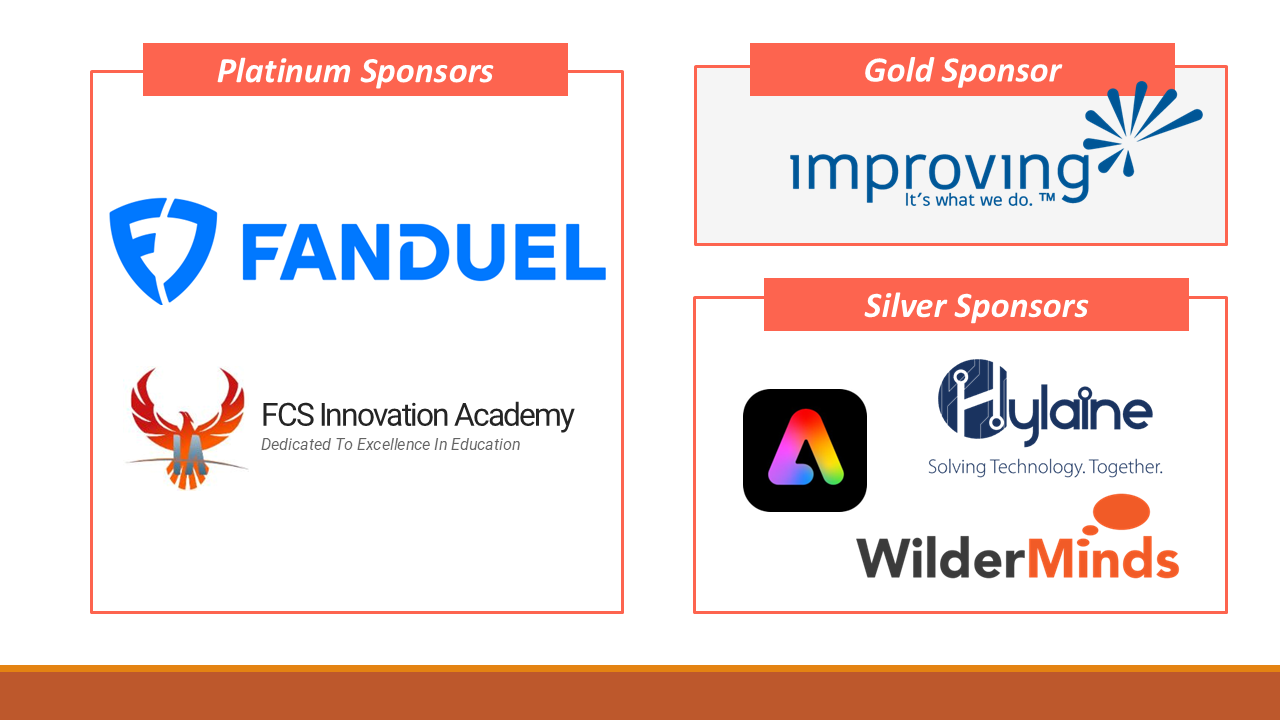 Platinum Sponsors
FANDUEL
FCS Innovation Academy
Dedicated To Excellence In Education
Gold Sponsor
improving
It's what we do. ™
Silver Sponsors
Hylaine
Solving Technology. Together.
WilderMinds